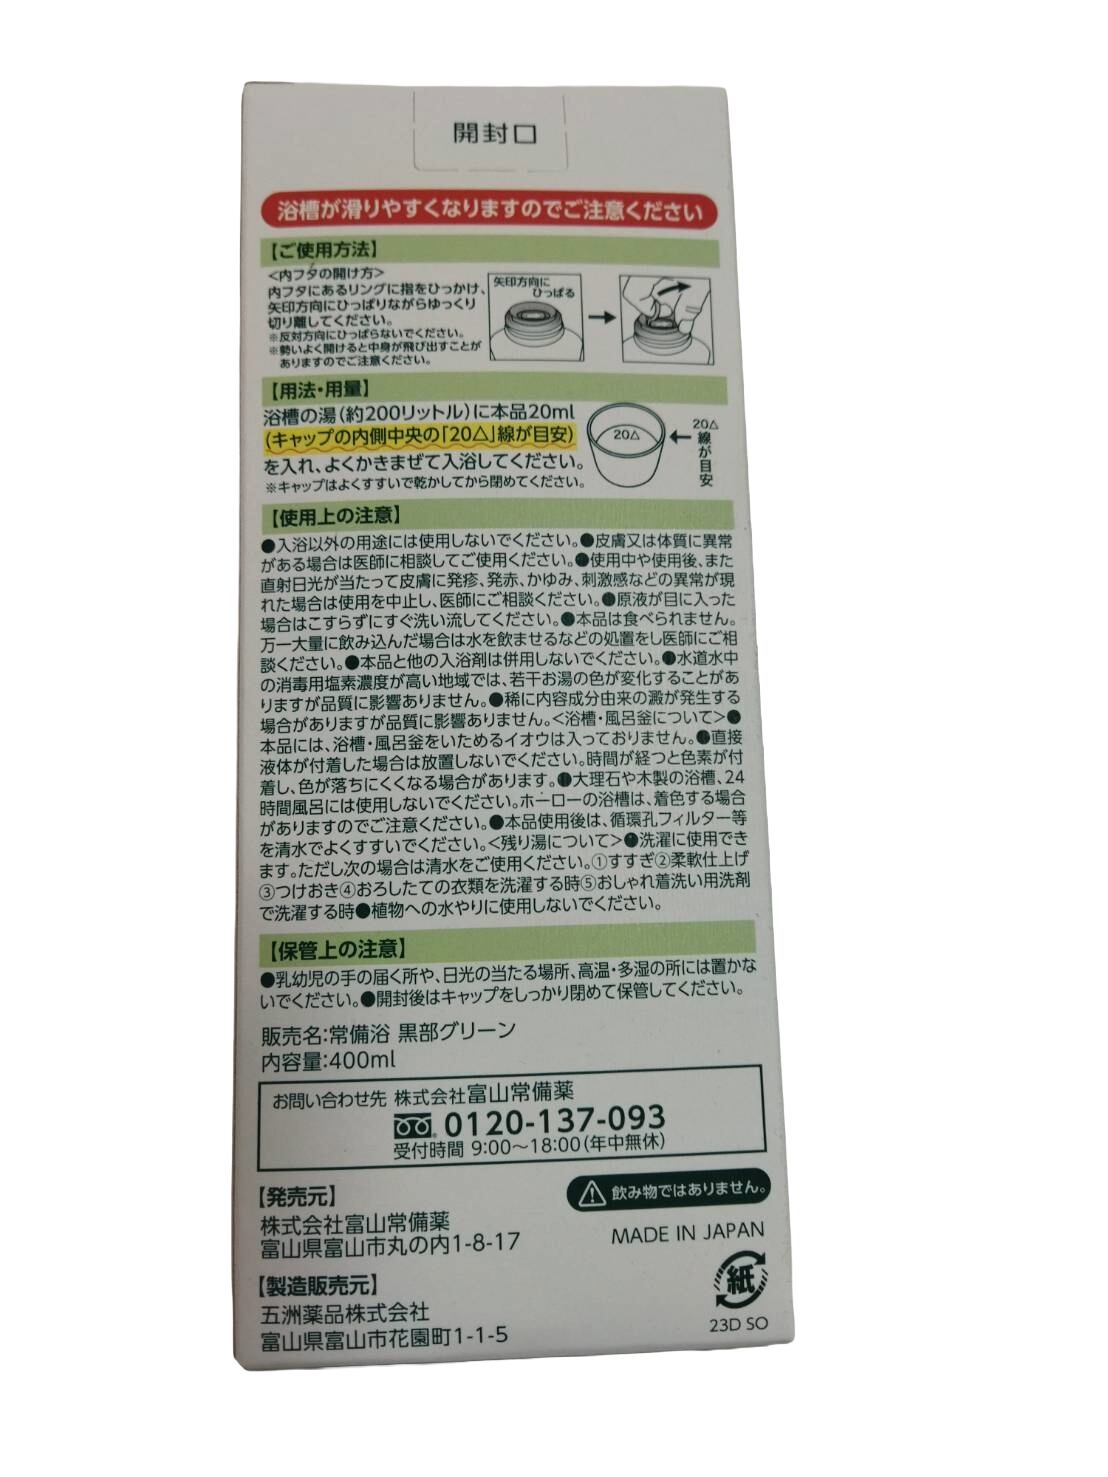 開封口
浴槽が滑りやすくなりますのでご注意ください
【ご使用方法】
<内フタの開け方>
内フタにあるリングに指をひっかけ、
矢印方向にひっぱりながらゆっくり
切り離してください。
※反対方向にひっぱらないでください。
※勢いよく開けると中身が飛び出すことが
ありますのでご注意ください。
矢印方向に
ひっぱる
【用法・用量】
浴槽の湯(約200リットル)に本品20ml
(キャップの内側中央の「20△」線が目安)
を入れ、よくかきまぜて入浴してください。
※キャップはよくすすいで乾かしてから閉めてください。
20△
20△
線が目安
【使用上の注意】
●入浴以外の用途には使用しないでください。●皮膚又は体質に異常
がある場合は医師に相談してご使用ください。●使用中や使用後、また
直射日光が当たって皮膚に発疹、発赤、かゆみ、刺激感などの異常が現
れた場合は使用を中止し、医師にご相談ください。●原液が目に入った
場合はこすらずにすぐ洗い流してください。●本品は食べられません。
万一大量に飲み込んだ場合は水を飲ませるなどの処置をし医師にご相
談ください。●本品と他の入浴剤は併用しないでください。●水道水中
の消毒用塩素濃度が高い地域では、若干お湯の色が変化することがあ
りますが品質に影響ありません。●稀に内容成分由来の澱が発生する
場合がありますが品質に影響ありません。<浴槽・風呂釜について>●
本品には、浴槽・風呂釜をいためるイオウは入っておりません。●直接
液体が付着した場合は放置しないでください。時間が経つと色素が付
着し、色が落ちにくくなる場合があります。●大理石や木製の浴槽、24
時間風呂には使用しないでください。ホーローの浴槽は、着色する場合
がありますのでご注意ください。●本品使用後は、循環孔フィルター等
を清水でよくすすいでください。<残り湯について>●洗濯に使用でき
ます。ただし次の場合は清水をご使用ください。①すすぎ②柔軟仕上げ
③つけおき④おろしたての衣類を洗濯する時⑤おしゃれ着洗い用洗剤
で洗濯する時●植物への水やりに使用しないでください。
【保管上の注意】
●乳幼児の手の届く所や、日光の当たる場所、高温・多湿の所には置かな
いでください。●開封後はキャップをしっかり閉めて保管してください。
販売名:常備浴 黒部グリーン
内容量:400ml
お問い合わせ先 株式会社富山常備薬
0120-137-093
受付時間 9:00～18:00(年中無休)
【発売元】
株式会社富山常備薬
富山県富山市丸の内1-8-17
飲み物ではありません。
MADE IN JAPAN
紙
【製造販売元】
五洲薬品株式会社
富山県富山市花園町1-1-5
23D SO